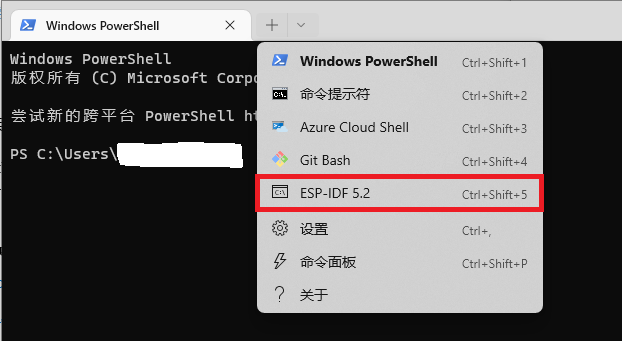 Windows PowerShell
Windows PowerShell
版权所有 (C) Microsoft Corpo
尝试新的跨平台 PowerShell ht
PS C:\Users\
Windows PowerShell Ctrl+Shift+1
命令提示符 Ctrl+Shift+2
Azure Cloud Shell Ctrl+Shift+3
Git Bash Ctrl+Shift+4
ESP-IDF 5.2 Ctrl+Shift+5
设置 Ctrl+,
命令面板 Ctrl+Shift+P
关于